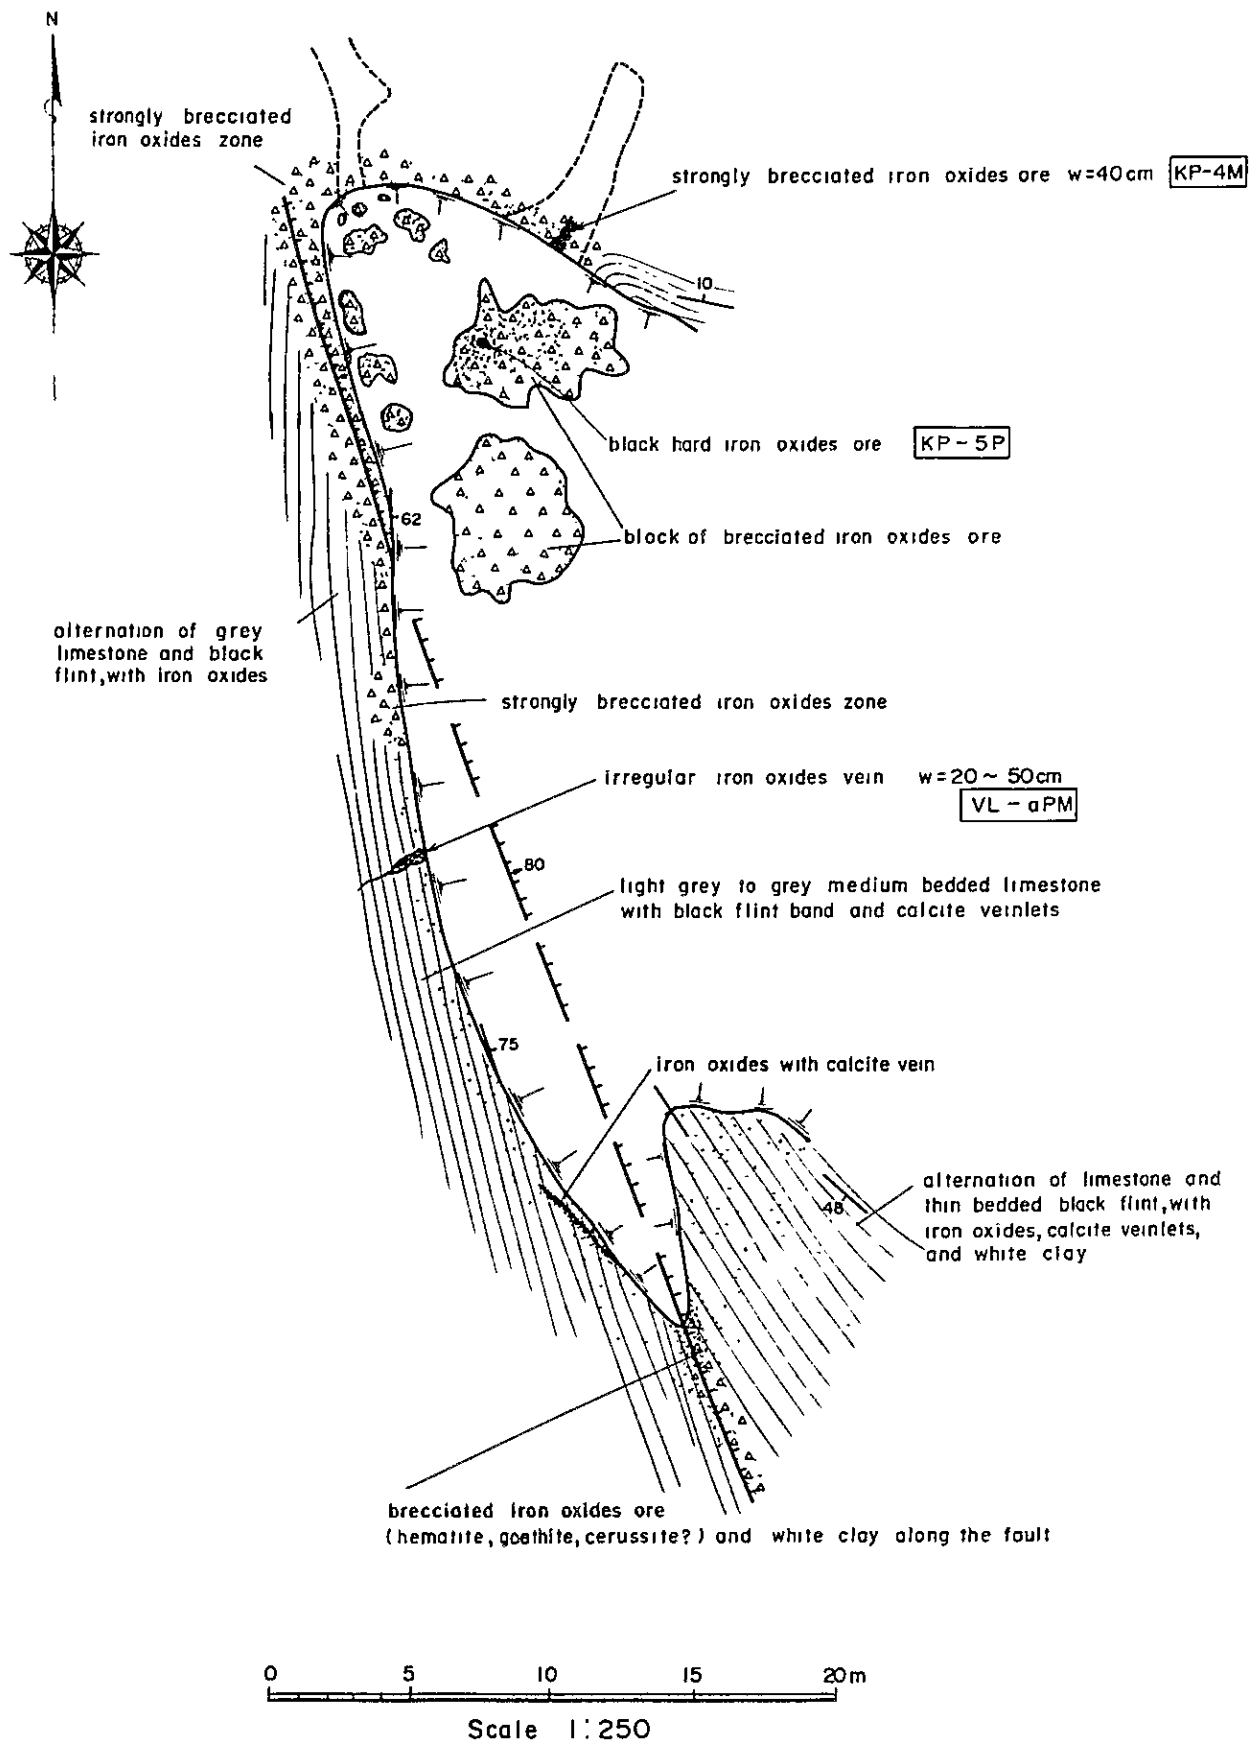 N
strongly brecciated
iron oxides zone
strongly brecciated iron oxides ore w=40cm KP-4M
10
black hard iron oxides ore KP-5P
62
block of brecciated iron oxides ore
alternation of grey
limestone and black
flint, with iron oxides
strongly brecciated iron oxides zone
irregular iron oxides vein w=20~50cm
VL-aPM
80
light grey to grey medium bedded limestone
with black flint band and calcite veinlets
75
iron oxides with calcite vein
alternation of limestone and
thin bedded black flint, with
iron oxides, calcite veinlets,
and white clay
48
brecciated iron oxides ore
(hematite, goethite, cerussite?) and white clay along the fault
0 5 10 15 20m
Scale 1:250